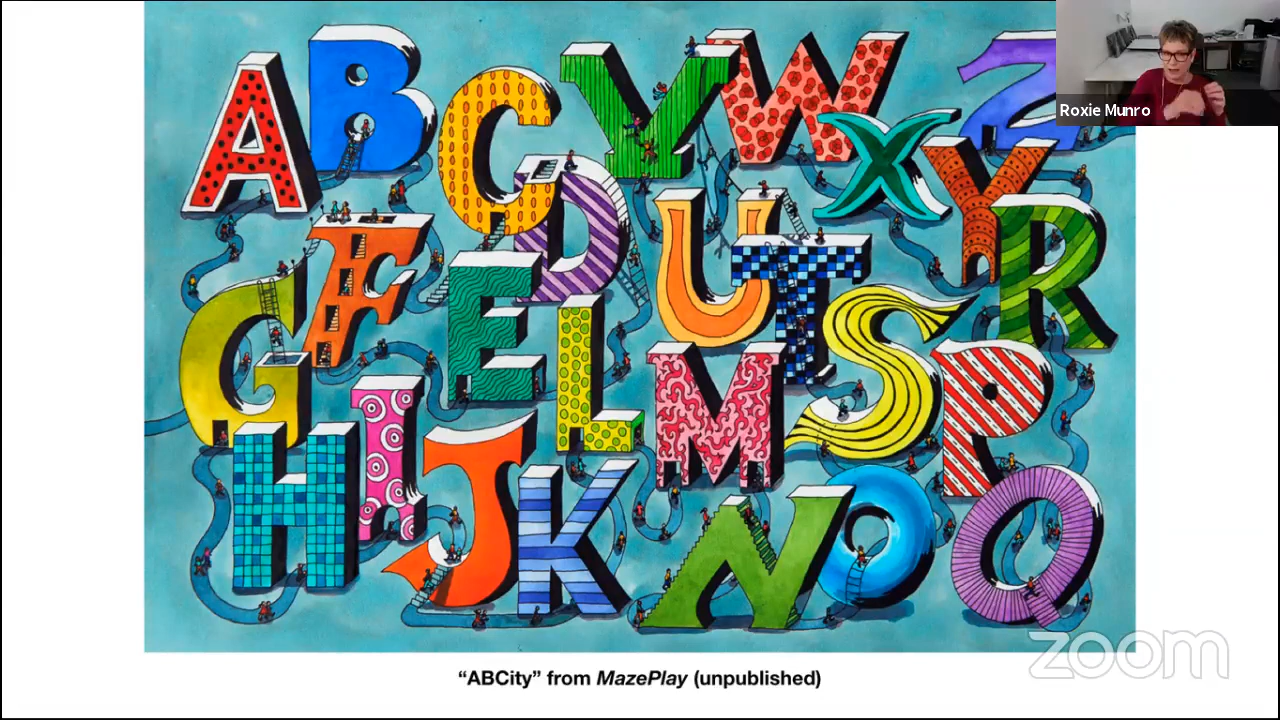 A B C V W X Y Z
F D U R
G E L T S
H I J K M P
N O Q
Roxie Munro
zoom
“ABCity” from MazePlay (unpublished)